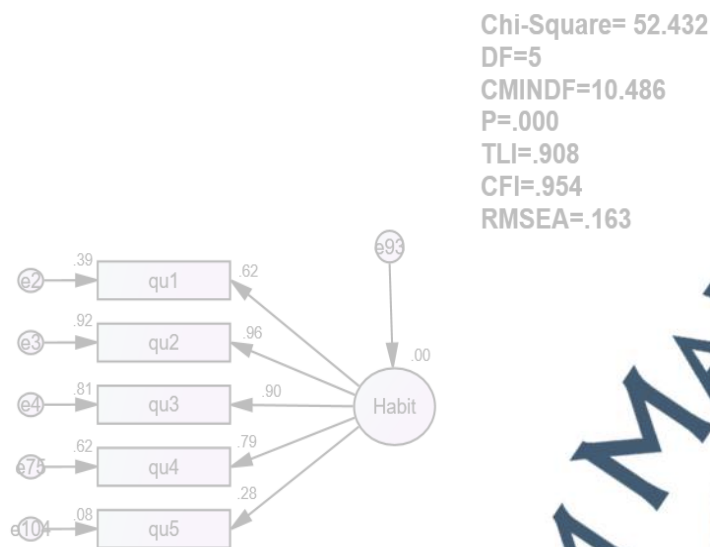 Chi-Square= 52.432
DF=5
CMINDF=10.486
P=.000
TLI=.908
CFI=.954
RMSEA=.163
e93
.39
.62
e2
qu1
.92
.96
e3
qu2
.00
.81
.90
e4
qu3
Habit
.62
.79
e75
qu4
.28
.08
e104
qu5
MMA